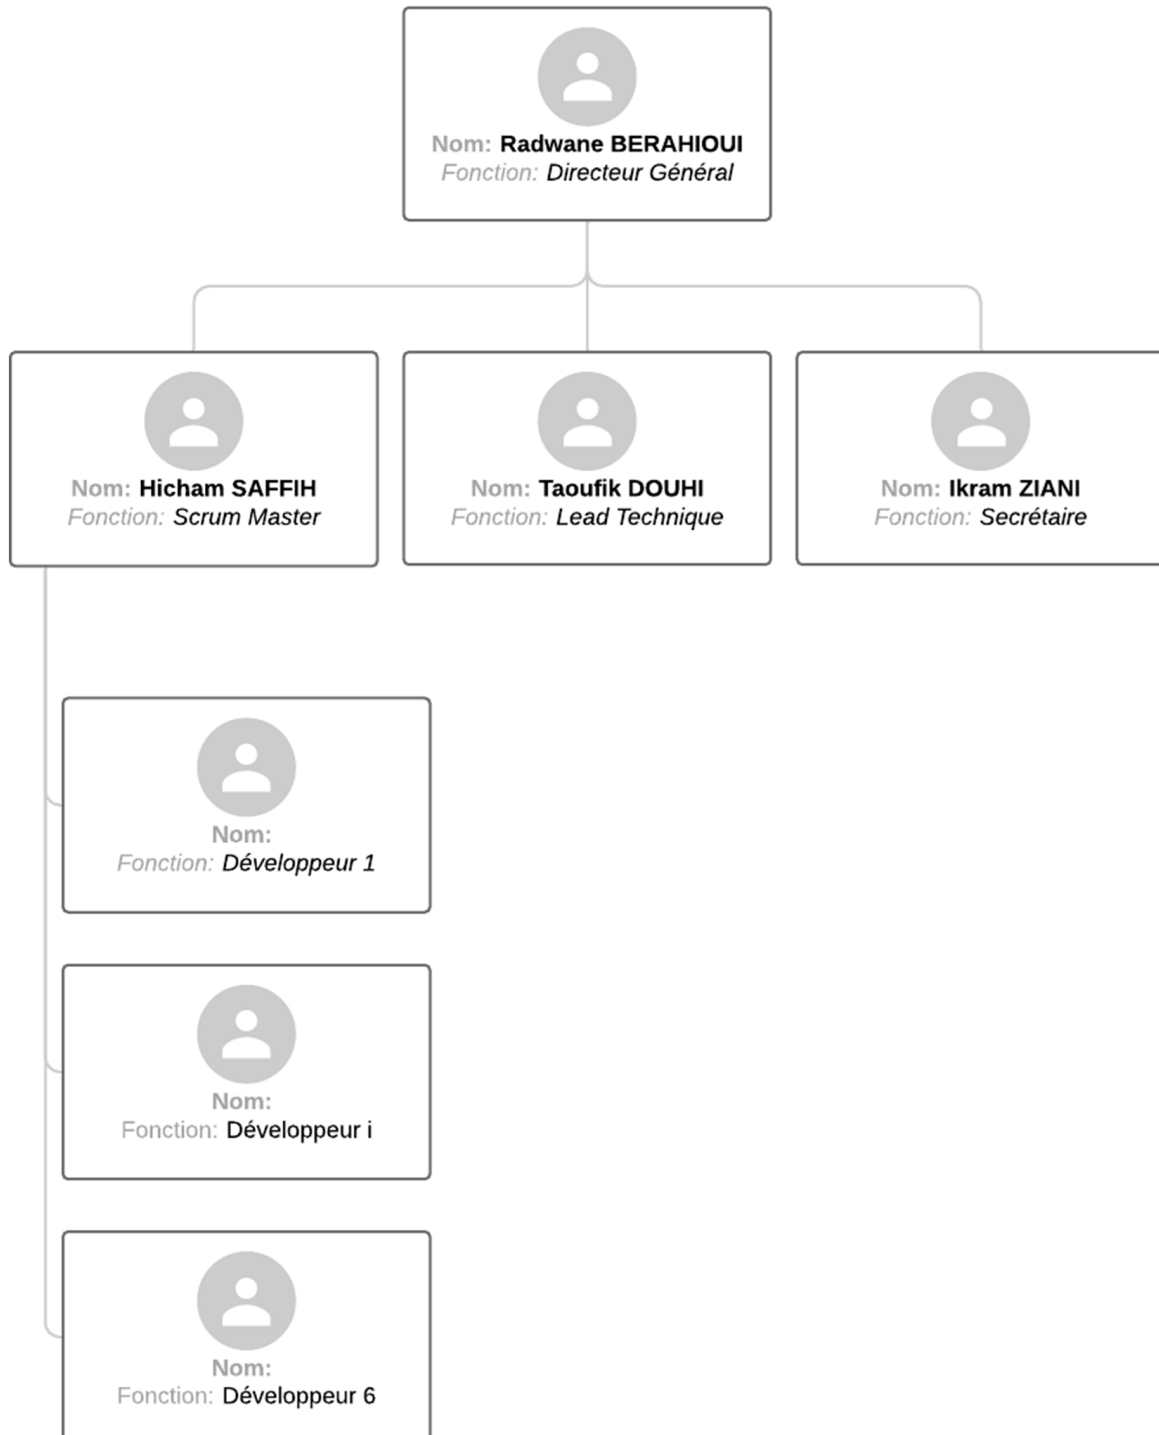 Nom: Radwane BERAHIOUI
Fonction: Directeur Général
Nom: Hicham SAFFIH
Fonction: Scrum Master
Nom: Taoufik DOUHI
Fonction: Lead Technique
Nom: Ikram ZIANI
Fonction: Secrétaire
Nom:
Fonction: Développeur 1
Nom:
Fonction: Développeur i
Nom:
Fonction: Développeur 6